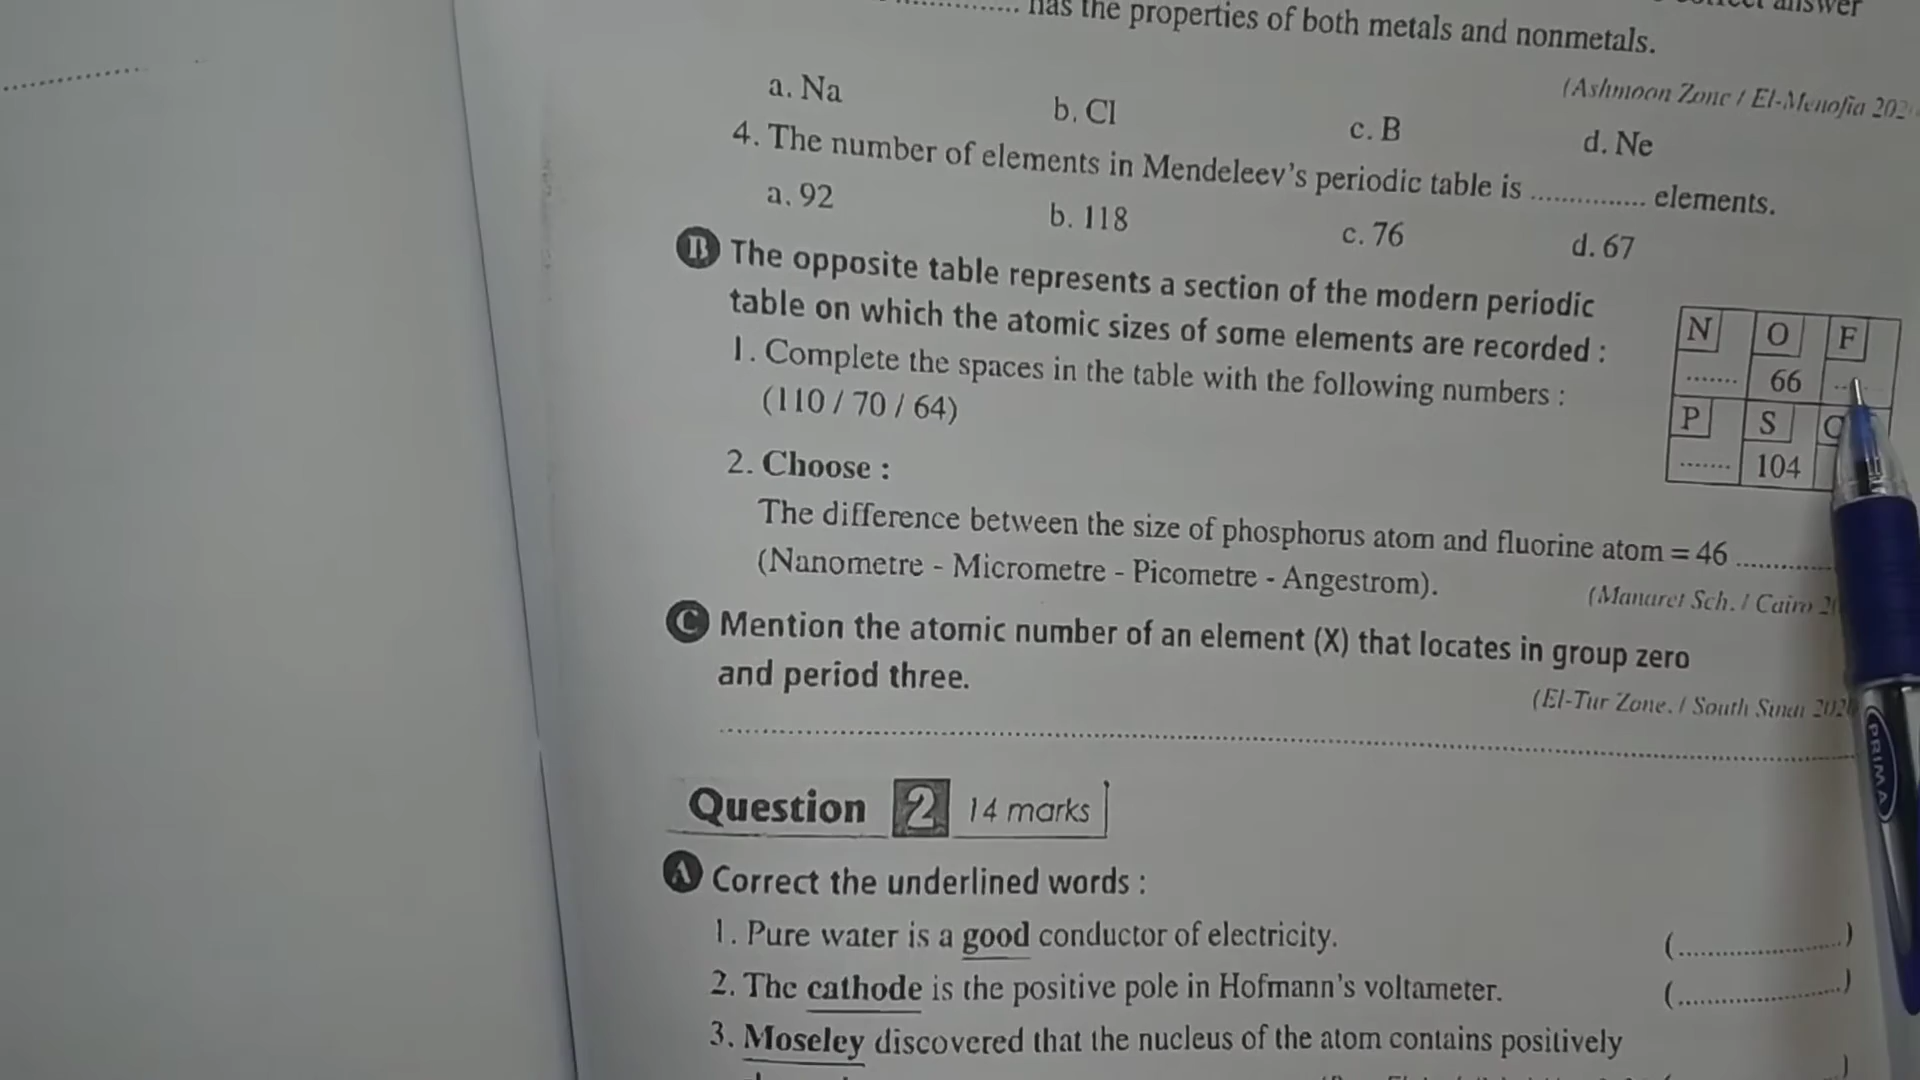 ............. has the properties of both metals and nonmetals.
(Ashmoon Zone / El-Menofia 202
a. Na b. Cl c. B d. Ne
4. The number of elements in Mendeleev's periodic table is ............. elements.
a. 92 b. 118 c. 76 d. 67
B The opposite table represents a section of the modern periodic
table on which the atomic sizes of some elements are recorded :
1. Complete the spaces in the table with the following numbers :
(110 / 70 / 64)
N O F
....... 66 .....
P S
....... 104
2. Choose :
The difference between the size of phosphorus atom and fluorine atom = 46 ............
(Nanometre - Micrometre - Picometre - Angestrom).
(Manaret Sch. / Cairo 2
C Mention the atomic number of an element (X) that locates in group zero
and period three.
(El-Tur Zone. / South Sinai 202
Question 2 14 marks
A Correct the underlined words :
1. Pure water is a good conductor of electricity. (....................)
2. The cathode is the positive pole in Hofmann's voltameter. (....................)
3. Moseley discovered that the nucleus of the atom contains positively
PRIMA